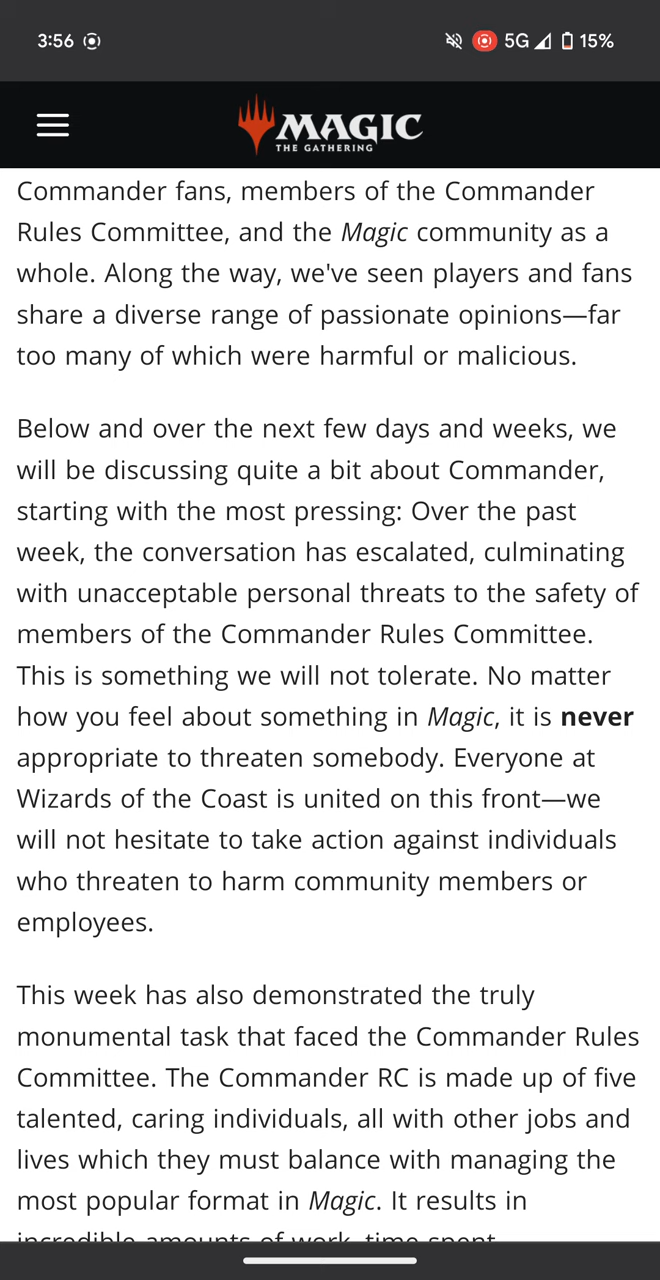 3:56 5G 15%
MAGIC
THE GATHERING
Commander fans, members of the Commander
Rules Committee, and the Magic community as a
whole. Along the way, we've seen players and fans
share a diverse range of passionate opinions—far
too many of which were harmful or malicious.
Below and over the next few days and weeks, we
will be discussing quite a bit about Commander,
starting with the most pressing: Over the past
week, the conversation has escalated, culminating
with unacceptable personal threats to the safety of
members of the Commander Rules Committee.
This is something we will not tolerate. No matter
how you feel about something in Magic, it is never
appropriate to threaten somebody. Everyone at
Wizards of the Coast is united on this front—we
will not hesitate to take action against individuals
who threaten to harm community members or
employees.
This week has also demonstrated the truly
monumental task that faced the Commander Rules
Committee. The Commander RC is made up of five
talented, caring individuals, all with other jobs and
lives which they must balance with managing the
most popular format in Magic. It results in
incredible amounts of work, time spent